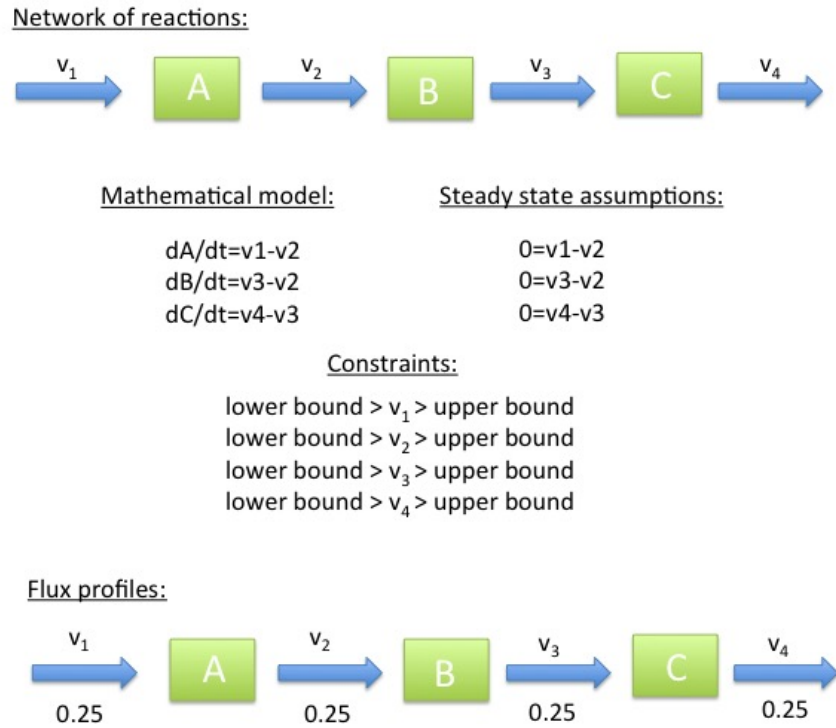 Network of reactions:
v1 v2 v3 v4
A B C
Mathematical model: Steady state assumptions:
dA/dt=v1-v2 0=v1-v2
dB/dt=v3-v2 0=v3-v2
dC/dt=v4-v3 0=v4-v3
Constraints:
lower bound > v1 > upper bound
lower bound > v2 > upper bound
lower bound > v3 > upper bound
lower bound > v4 > upper bound
Flux profiles:
v1 v2 v3 v4
A B C
0.25 0.25 0.25 0.25